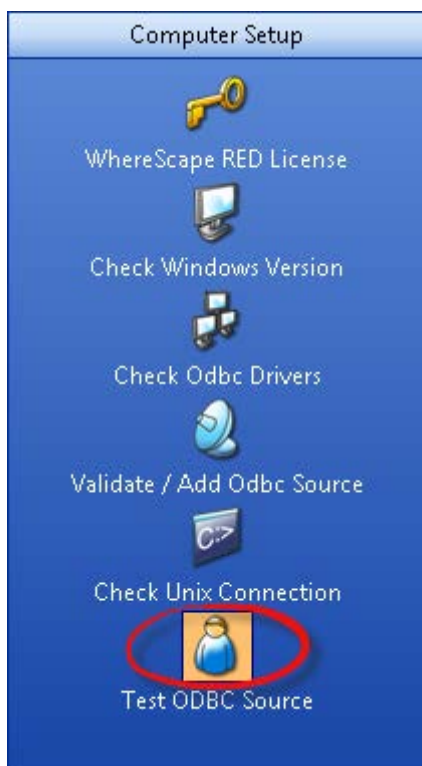 Computer Setup
WhereScape RED License
Check Windows Version
Check Odbc Drivers
Validate / Add Odbc Source
C:>
Check Unix Connection
Test ODBC Source